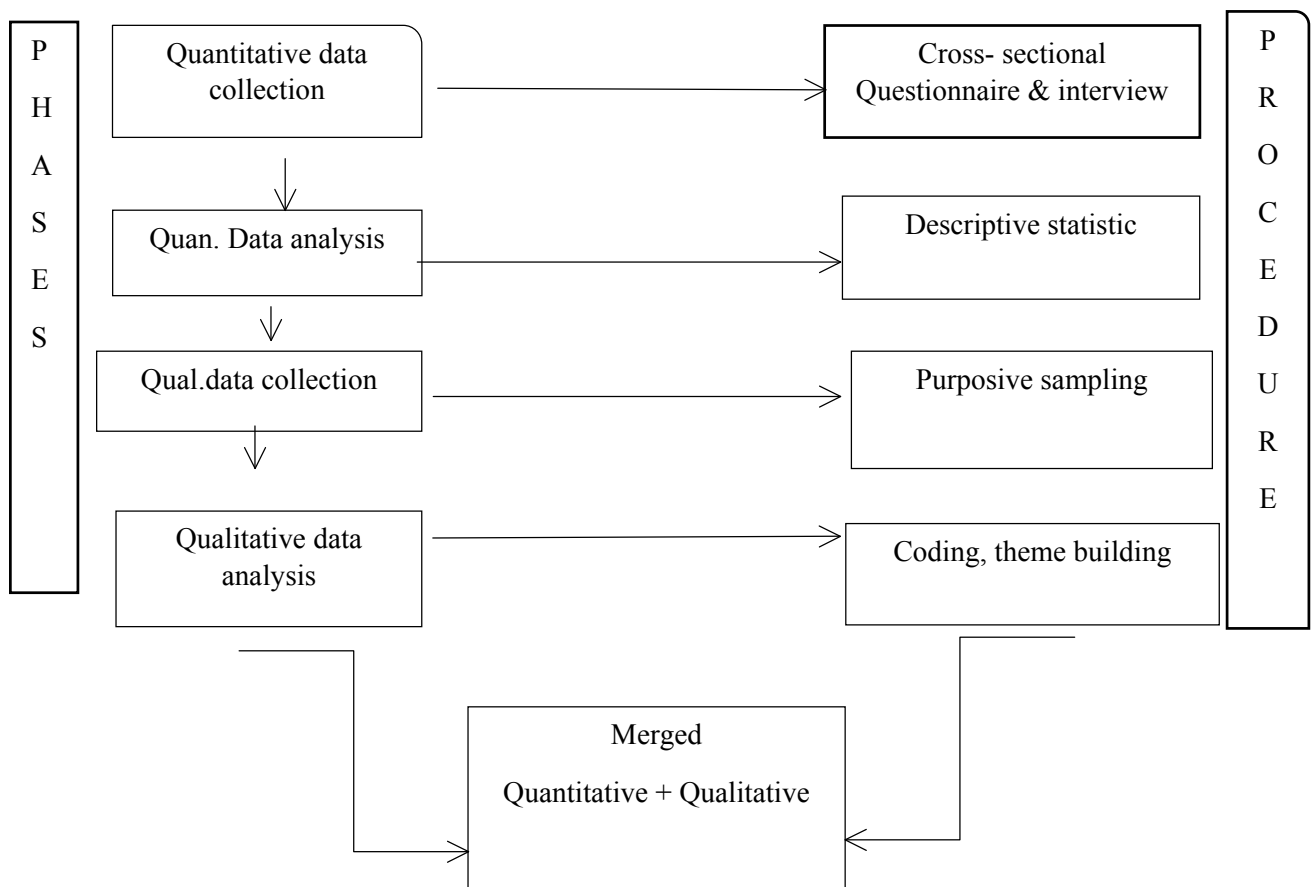 P
H
A
S
E
S
Quantitative data
collection
Cross- sectional
Questionnaire & interview
P
R
O
C
E
D
U
R
E
Quan. Data analysis
Descriptive statistic
Qual.data collection
Purposive sampling
Qualitative data
analysis
Coding, theme building
Merged
Quantitative + Qualitative